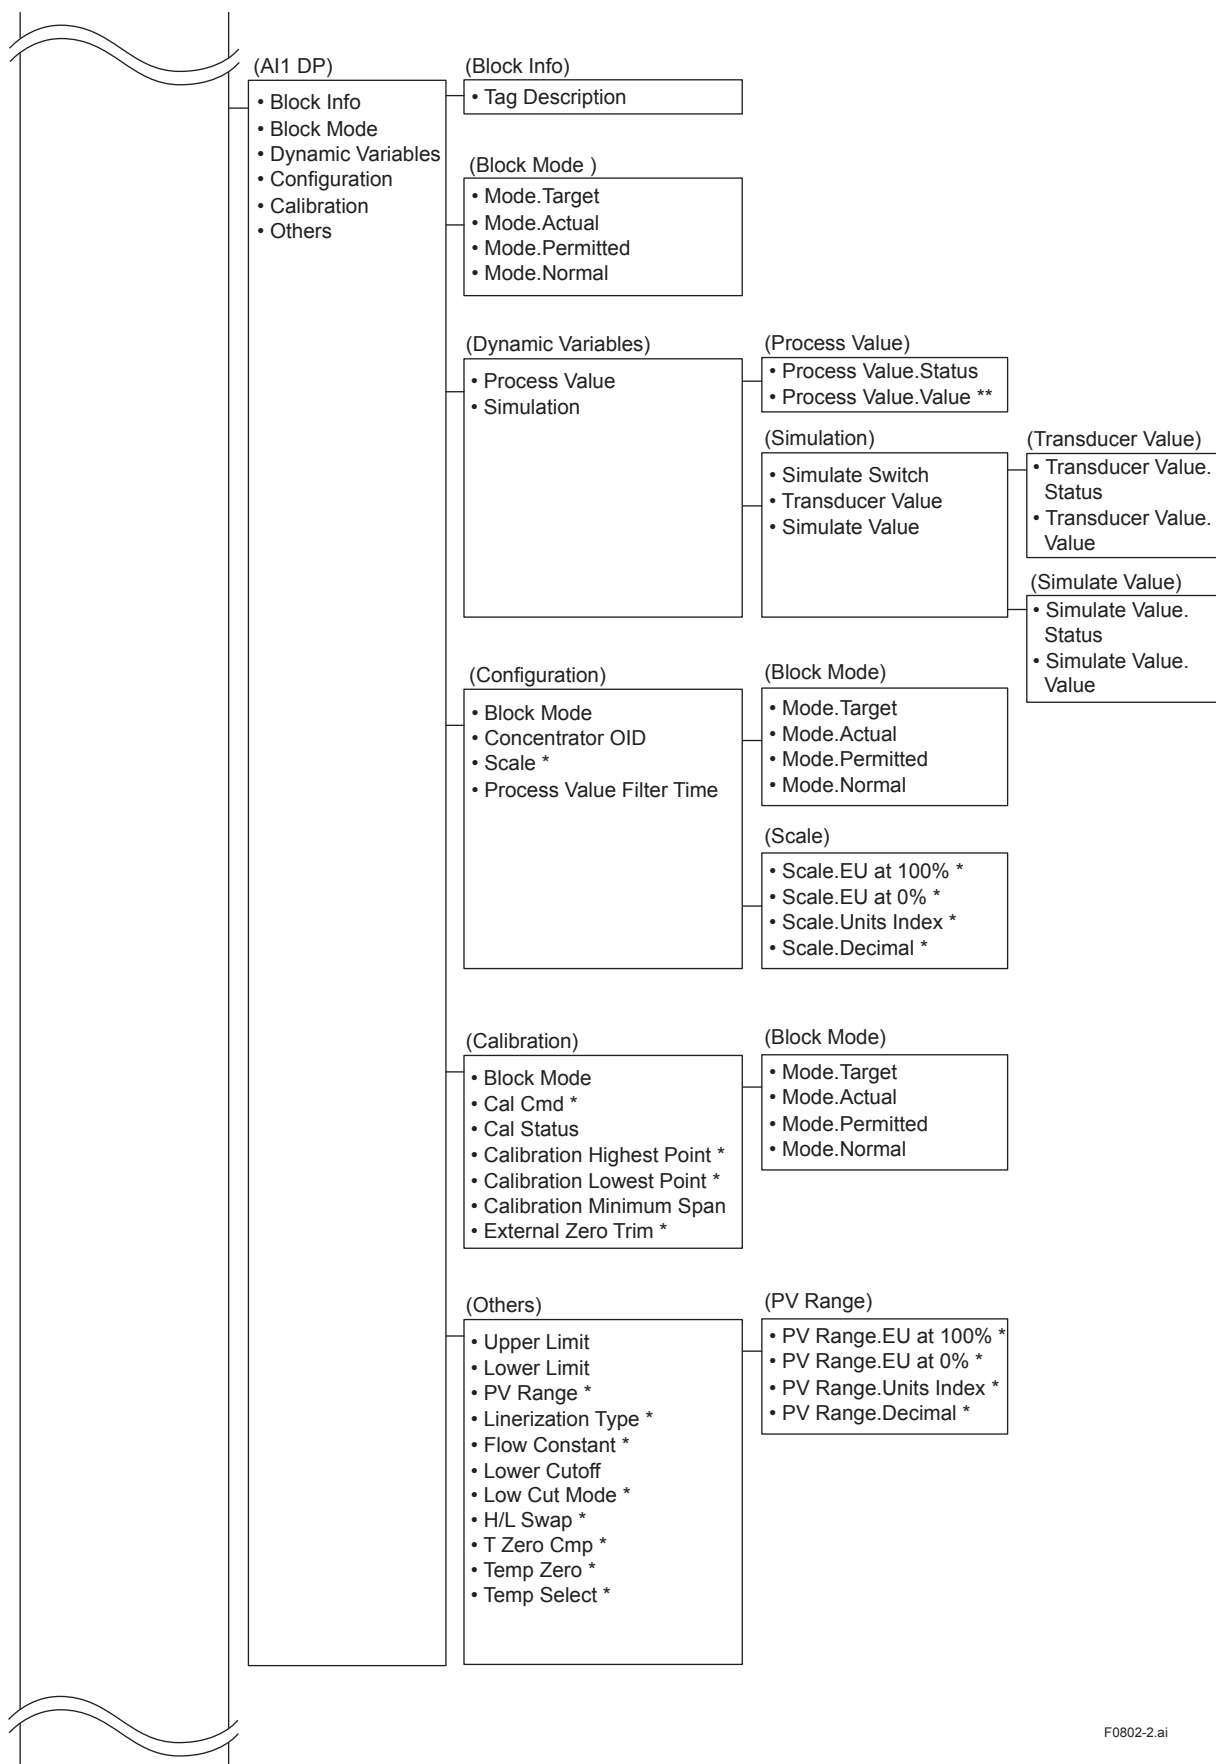 (AI1 DP)
• Block Info
• Block Mode
• Dynamic Variables
• Configuration
• Calibration
• Others
(Block Info)
• Tag Description
(Block Mode )
• Mode.Target
• Mode.Actual
• Mode.Permitted
• Mode.Normal
(Dynamic Variables)
• Process Value
• Simulation
(Process Value)
• Process Value.Status
• Process Value.Value **
(Simulation)
• Simulate Switch
• Transducer Value
• Simulate Value
(Transducer Value)
• Transducer Value.
Status
• Transducer Value.
Value
(Simulate Value)
• Simulate Value.
Status
• Simulate Value.
Value
(Configuration)
• Block Mode
• Concentrator OID
• Scale *
• Process Value Filter Time
(Block Mode)
• Mode.Target
• Mode.Actual
• Mode.Permitted
• Mode.Normal
(Scale)
• Scale.EU at 100% *
• Scale.EU at 0% *
• Scale.Units Index *
• Scale.Decimal *
(Calibration)
• Block Mode
• Cal Cmd *
• Cal Status
• Calibration Highest Point *
• Calibration Lowest Point *
• Calibration Minimum Span
• External Zero Trim *
(Block Mode)
• Mode.Target
• Mode.Actual
• Mode.Permitted
• Mode.Normal
(Others)
• Upper Limit
• Lower Limit
• PV Range *
• Linerization Type *
• Flow Constant *
• Lower Cutoff
• Low Cut Mode *
• H/L Swap *
• T Zero Cmp *
• Temp Zero *
• Temp Select *
(PV Range)
• PV Range.EU at 100% *
• PV Range.EU at 0% *
• PV Range.Units Index *
• PV Range.Decimal *
F0802-2.ai